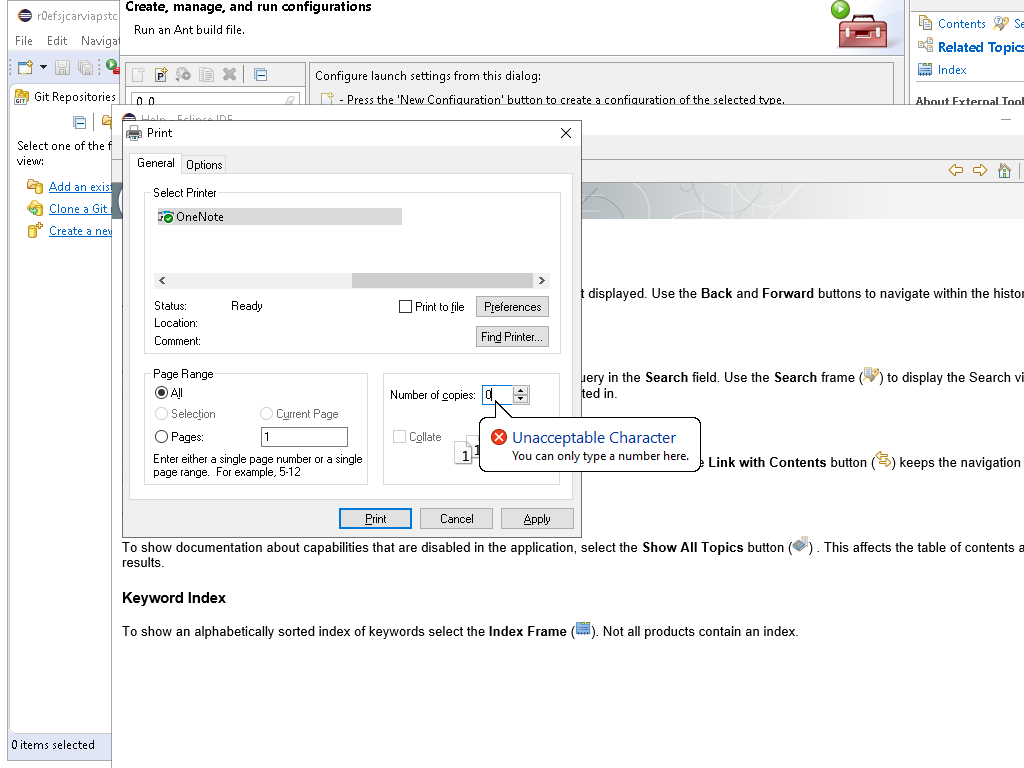 r0efsjcarviapstc
File Edit Navigat
Git Repositories
Select one of the f
view:
Add an exis
Clone a Git
Create a new
0 items selected
Create, manage, and run configurations
Run an Ant build file.
Configure launch settings from this dialog:
- Press the 'New Configuration' button to create a configuration of the selected type.
Contents Se
Related Topics
Index
About External Tool
Help - Eclipse IDE
Print
General Options
Select Printer
OneNote
Status: Ready
Print to file
Preferences
Location:
Comment:
Find Printer...
Page Range
All
Selection Current Page
Pages: 1
Enter either a single page number or a single
page range. For example, 5-12
Number of copies: 0
Collate
1 1
Unacceptable Character
You can only type a number here.
Print Cancel Apply
t displayed. Use the Back and Forward buttons to navigate within the histor
uery in the Search field. Use the Search frame ( ) to display the Search vi
ted in.
e Link with Contents button ( ) keeps the navigation
To show documentation about capabilities that are disabled in the application, select the Show All Topics button ( ) . This affects the table of contents a
results.
Keyword Index
To show an alphabetically sorted index of keywords select the Index Frame ( ). Not all products contain an index.